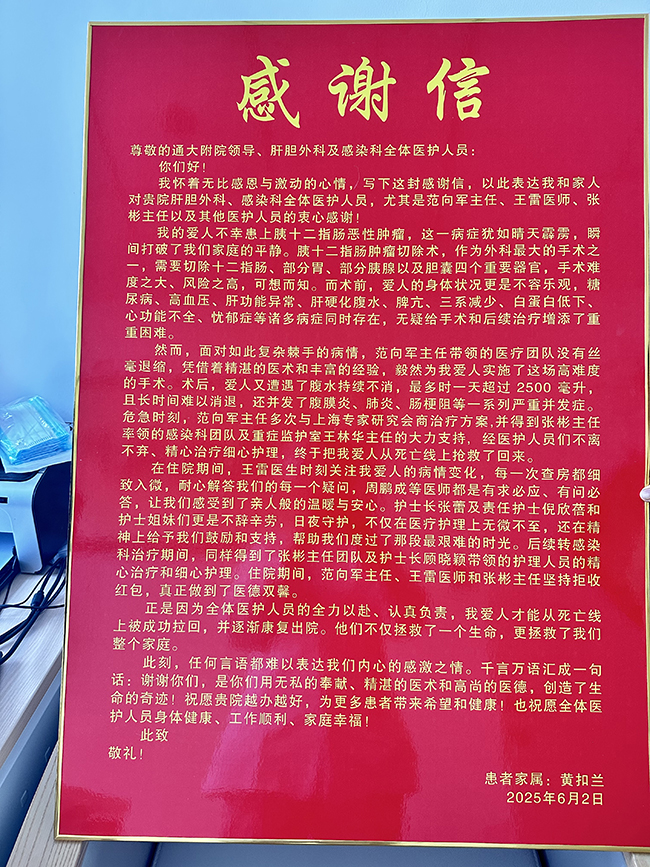 感谢信
尊敬的通大附院领导、肝胆外科及感染科全体医护人员：
你们好！
我怀着无比感恩与激动的心情，写下这封感谢信，以此表达我和家人
对贵院肝胆外科、感染科全体医护人员，尤其是范向军主任、王雷医师、张
彬主任以及其他医护人员的衷心感谢！
我的爱人不幸患上胰十二指肠恶性肿瘤，这一病症犹如晴天霹雳，瞬
间打破了我们家庭的平静。胰十二指肠肿瘤切除术，作为外科最大的手术之
一，需要切除十二指肠、部分胃、部分胰腺以及胆囊四个重要器官，手术难
度之大、风险之高，可想而知。而术前，爱人的身体状况更是不容乐观，糖
尿病、高血压、肝功能异常、肝硬化腹水、脾亢、三系减少、白蛋白低下、
心功能不全、忧郁症等诸多病症同时存在，无疑给手术和后续治疗增添了重
重困难。
然而，面对如此复杂棘手的病情，范向军主任带领的医疗团队没有丝
毫退缩，凭借着精湛的医术和丰富的经验，毅然为我爱人实施了这场高难度
的手术。术后，爱人又遭遇了腹水持续不消，最多时一天超过 2500 毫升，
且长时间难以消退，还并发了腹膜炎、肺炎、肠梗阻等一系列严重并发症。
危急时刻，范向军主任多次与上海专家研究会商治疗方案，并得到张彬主任
率领的感染科团队及重症监护室王林华主任的大力支持，经医护人员们不离
不弃、精心治疗细心护理，终于把我爱人从死亡线上抢救了回来。
在住院期间，王雷医生时刻关注我爱人的病情变化，每一次查房都细
致入微，耐心解答我们的每一个疑问，周鹏成等医师都是有求必应、有问必
答，让我们感受到了亲人般的温暖与安心。护士长张蕾及责任护士倪欣蓓和
护士姐妹们更是不辞辛劳，日夜守护，不仅在医疗护理上无微不至，还在精
神上给予我们鼓励和支持，帮助我们度过了那段最艰难的时光。后续转感染
科治疗期间，同样得到了张彬主任团队及护士长顾晓颖带领的护理人员的精
心治疗和细心护理。住院期间，范向军主任、王雷医师和张彬主任坚持拒收
红包，真正做到了医德双馨。
正是因为全体医护人员的全力以赴、认真负责，我爱人才能从死亡线
上被成功拉回，并逐渐康复出院。他们不仅拯救了一个生命，更拯救了我们
整个家庭。
此刻，任何言语都难以表达我们内心的感激之情。千言万语汇成一句
话：谢谢你们，是你们用无私的奉献、精湛的医术和高尚的医德，创造了生
命的奇迹！祝愿贵院越办越好，为更多患者带来希望和健康！也祝愿全体医
护人员身体健康、工作顺利、家庭幸福！
此致
敬礼！
患者家属：黄扣兰
2025年6月2日